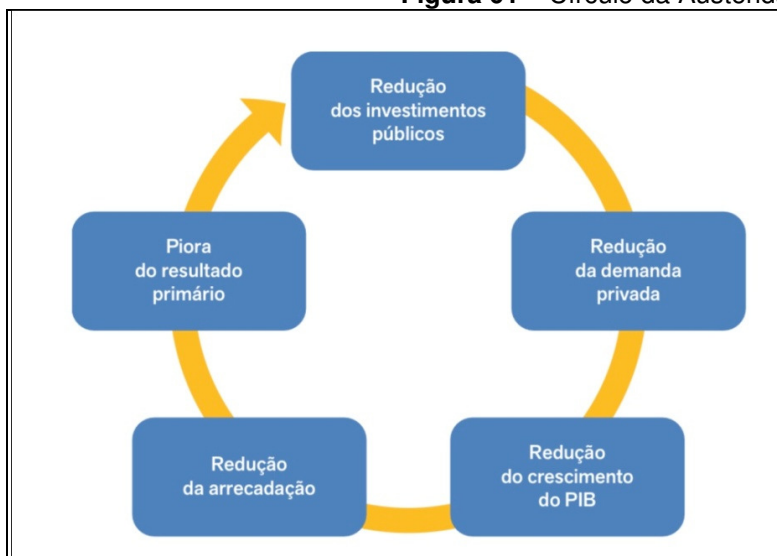 Círculo da
Redução
dos investimentos
públicos
Redução
da demanda
privada
Redução
do crescimento
do PIB
Redução
da arrecadação
Piora
do resultado
primário